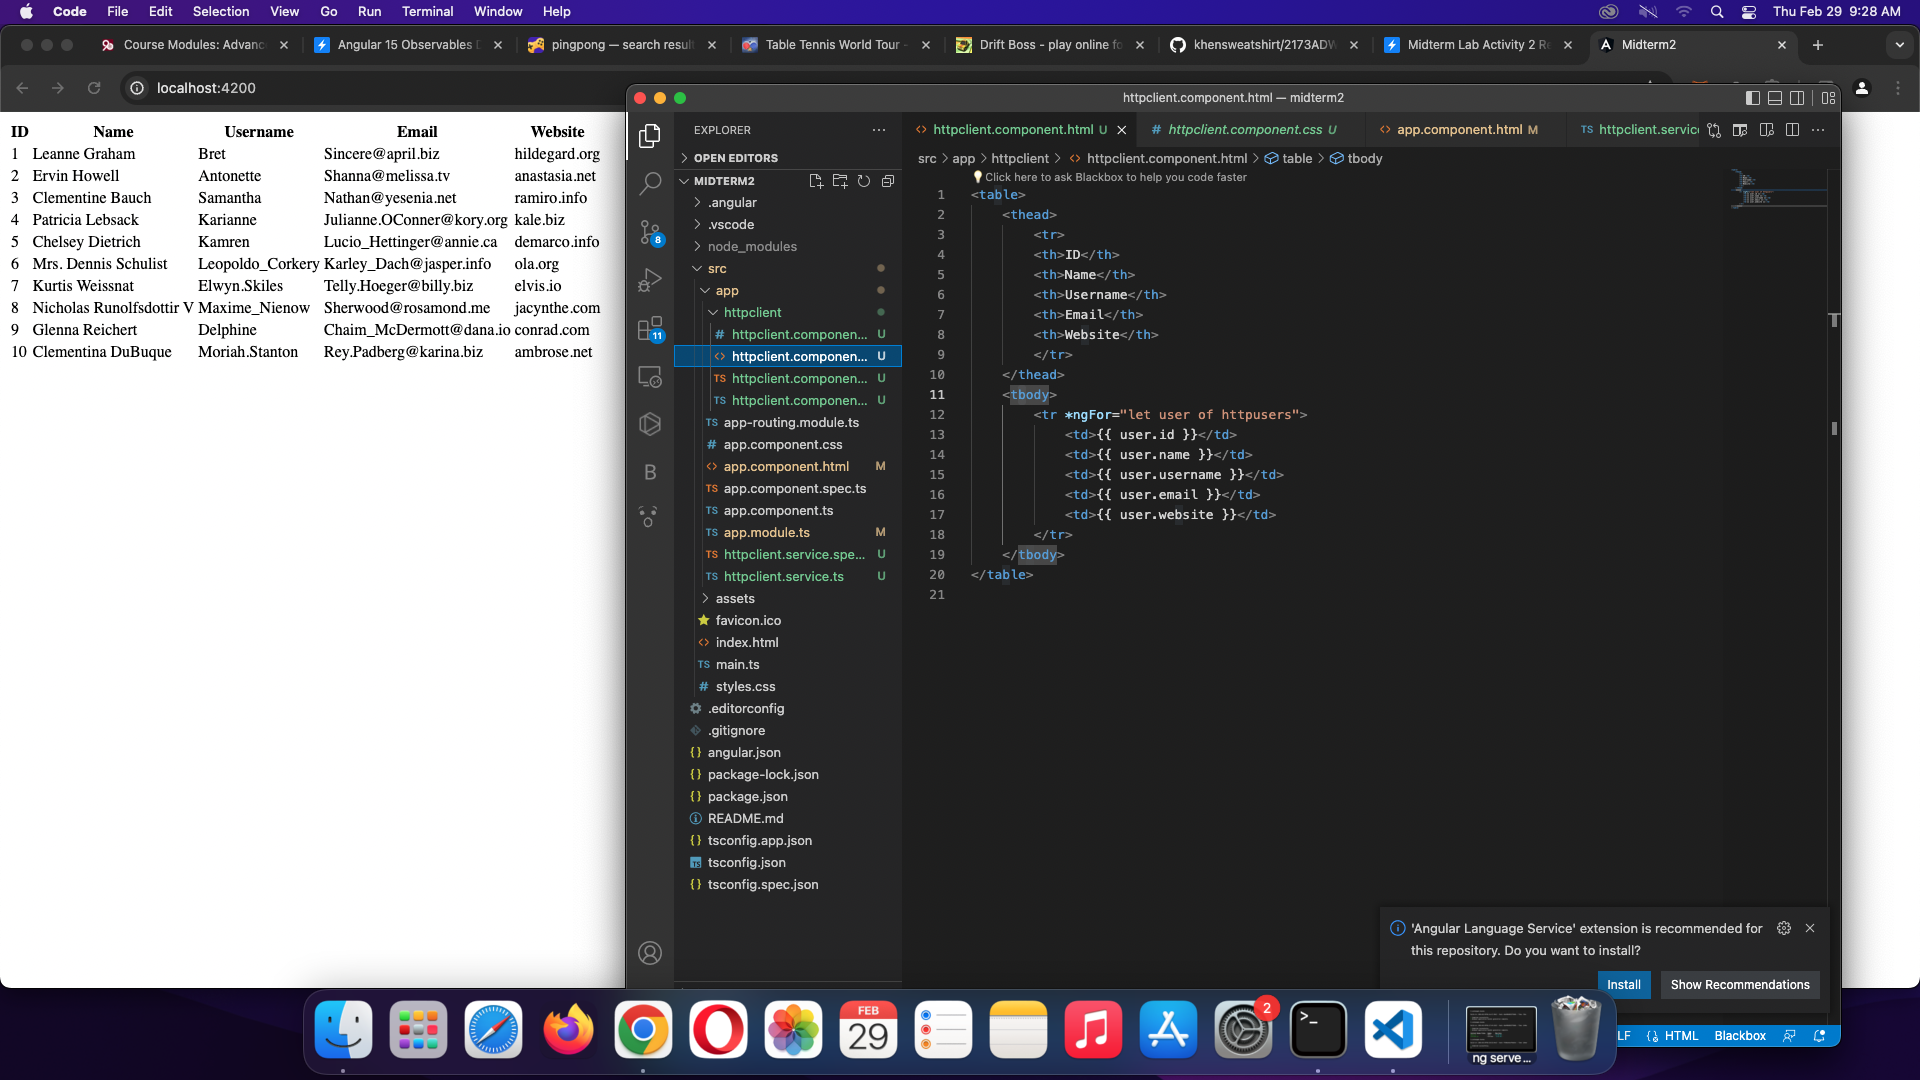 Code File Edit Selection View Go Run Terminal Window Help Thu Feb 29 9:28 AM
Course Modules: Advanc
Angular 15 Observables
pingpong — search result
Table Tennis World Tour
Drift Boss - play online fo
khensweatshirt/2173ADW
Midterm Lab Activity 2 R
Midterm2
localhost:4200
ID Name Username Email Website
1 Leanne Graham Bret Sincere@april.biz hildegard.org
2 Ervin Howell Antonette Shanna@melissa.tv anastasia.net
3 Clementine Bauch Samantha Nathan@yesenia.net ramiro.info
4 Patricia Lebsack Karianne Julianne.OConner@kory.org kale.biz
5 Chelsey Dietrich Kamren Lucio_Hettinger@annie.ca demarco.info
6 Mrs. Dennis Schulist Leopoldo_Corkery Karley_Dach@jasper.info ola.org
7 Kurtis Weissnat Elwyn.Skiles Telly.Hoeger@billy.biz elvis.io
8 Nicholas Runolfsdottir V Maxime_Nienow Sherwood@rosamond.me jacynthe.com
9 Glenna Reichert Delphine Chaim_McDermott@dana.io conrad.com
10 Clementina DuBuque Moriah.Stanton Rey.Padberg@karina.biz ambrose.net
httpclient.component.html — midterm2
8
11
B
EXPLORER ...
OPEN EDITORS
MIDTERM2
.angular
.vscode
node_modules
src
app
httpclient
# httpclient.componen... U
<> httpclient.componen... U
TS httpclient.componen... U
TS httpclient.componen... U
TS app-routing.module.ts
# app.component.css
<> app.component.html M
TS app.component.spec.ts
TS app.component.ts
TS app.module.ts M
TS httpclient.service.spe... U
TS httpclient.service.ts U
assets
favicon.ico
<> index.html
TS main.ts
# styles.css
.editorconfig
.gitignore
{} angular.json
{} package-lock.json
{} package.json
README.md
{} tsconfig.app.json
TS tsconfig.json
{} tsconfig.spec.json
<> httpclient.component.html U
# httpclient.component.css U
<> app.component.html M
TS httpclient.servic
src > app > httpclient > <> httpclient.component.html > table > tbody
Click here to ask Blackbox to help you code faster
1 <table>
2 <thead>
3 <tr>
4 <th>ID</th>
5 <th>Name</th>
6 <th>Username</th>
7 <th>Email</th>
8 <th>Website</th>
9 </tr>
10 </thead>
11 <tbody>
12 <tr *ngFor="let user of httpusers">
13 <td>{{ user.id }}</td>
14 <td>{{ user.name }}</td>
15 <td>{{ user.username }}</td>
16 <td>{{ user.email }}</td>
17 <td>{{ user.website }}</td>
18 </tr>
19 </tbody>
20 </table>
21
'Angular Language Service' extension is recommended for
this repository. Do you want to install?
Install Show Recommendations
LF {} HTML Blackbox
FEB
29
2
>_
ng serve...